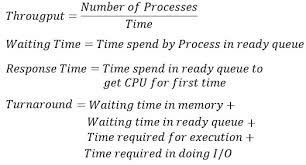 Througput = Number of Processes / Time
Waiting Time = Time spend by Process in ready queue
Response Time = Time spend in ready queue to
get CPU for first time
Turnaround = Waiting time in memory +
Waiting time in ready queue +
Time required for execution +
Time required in doing I/O